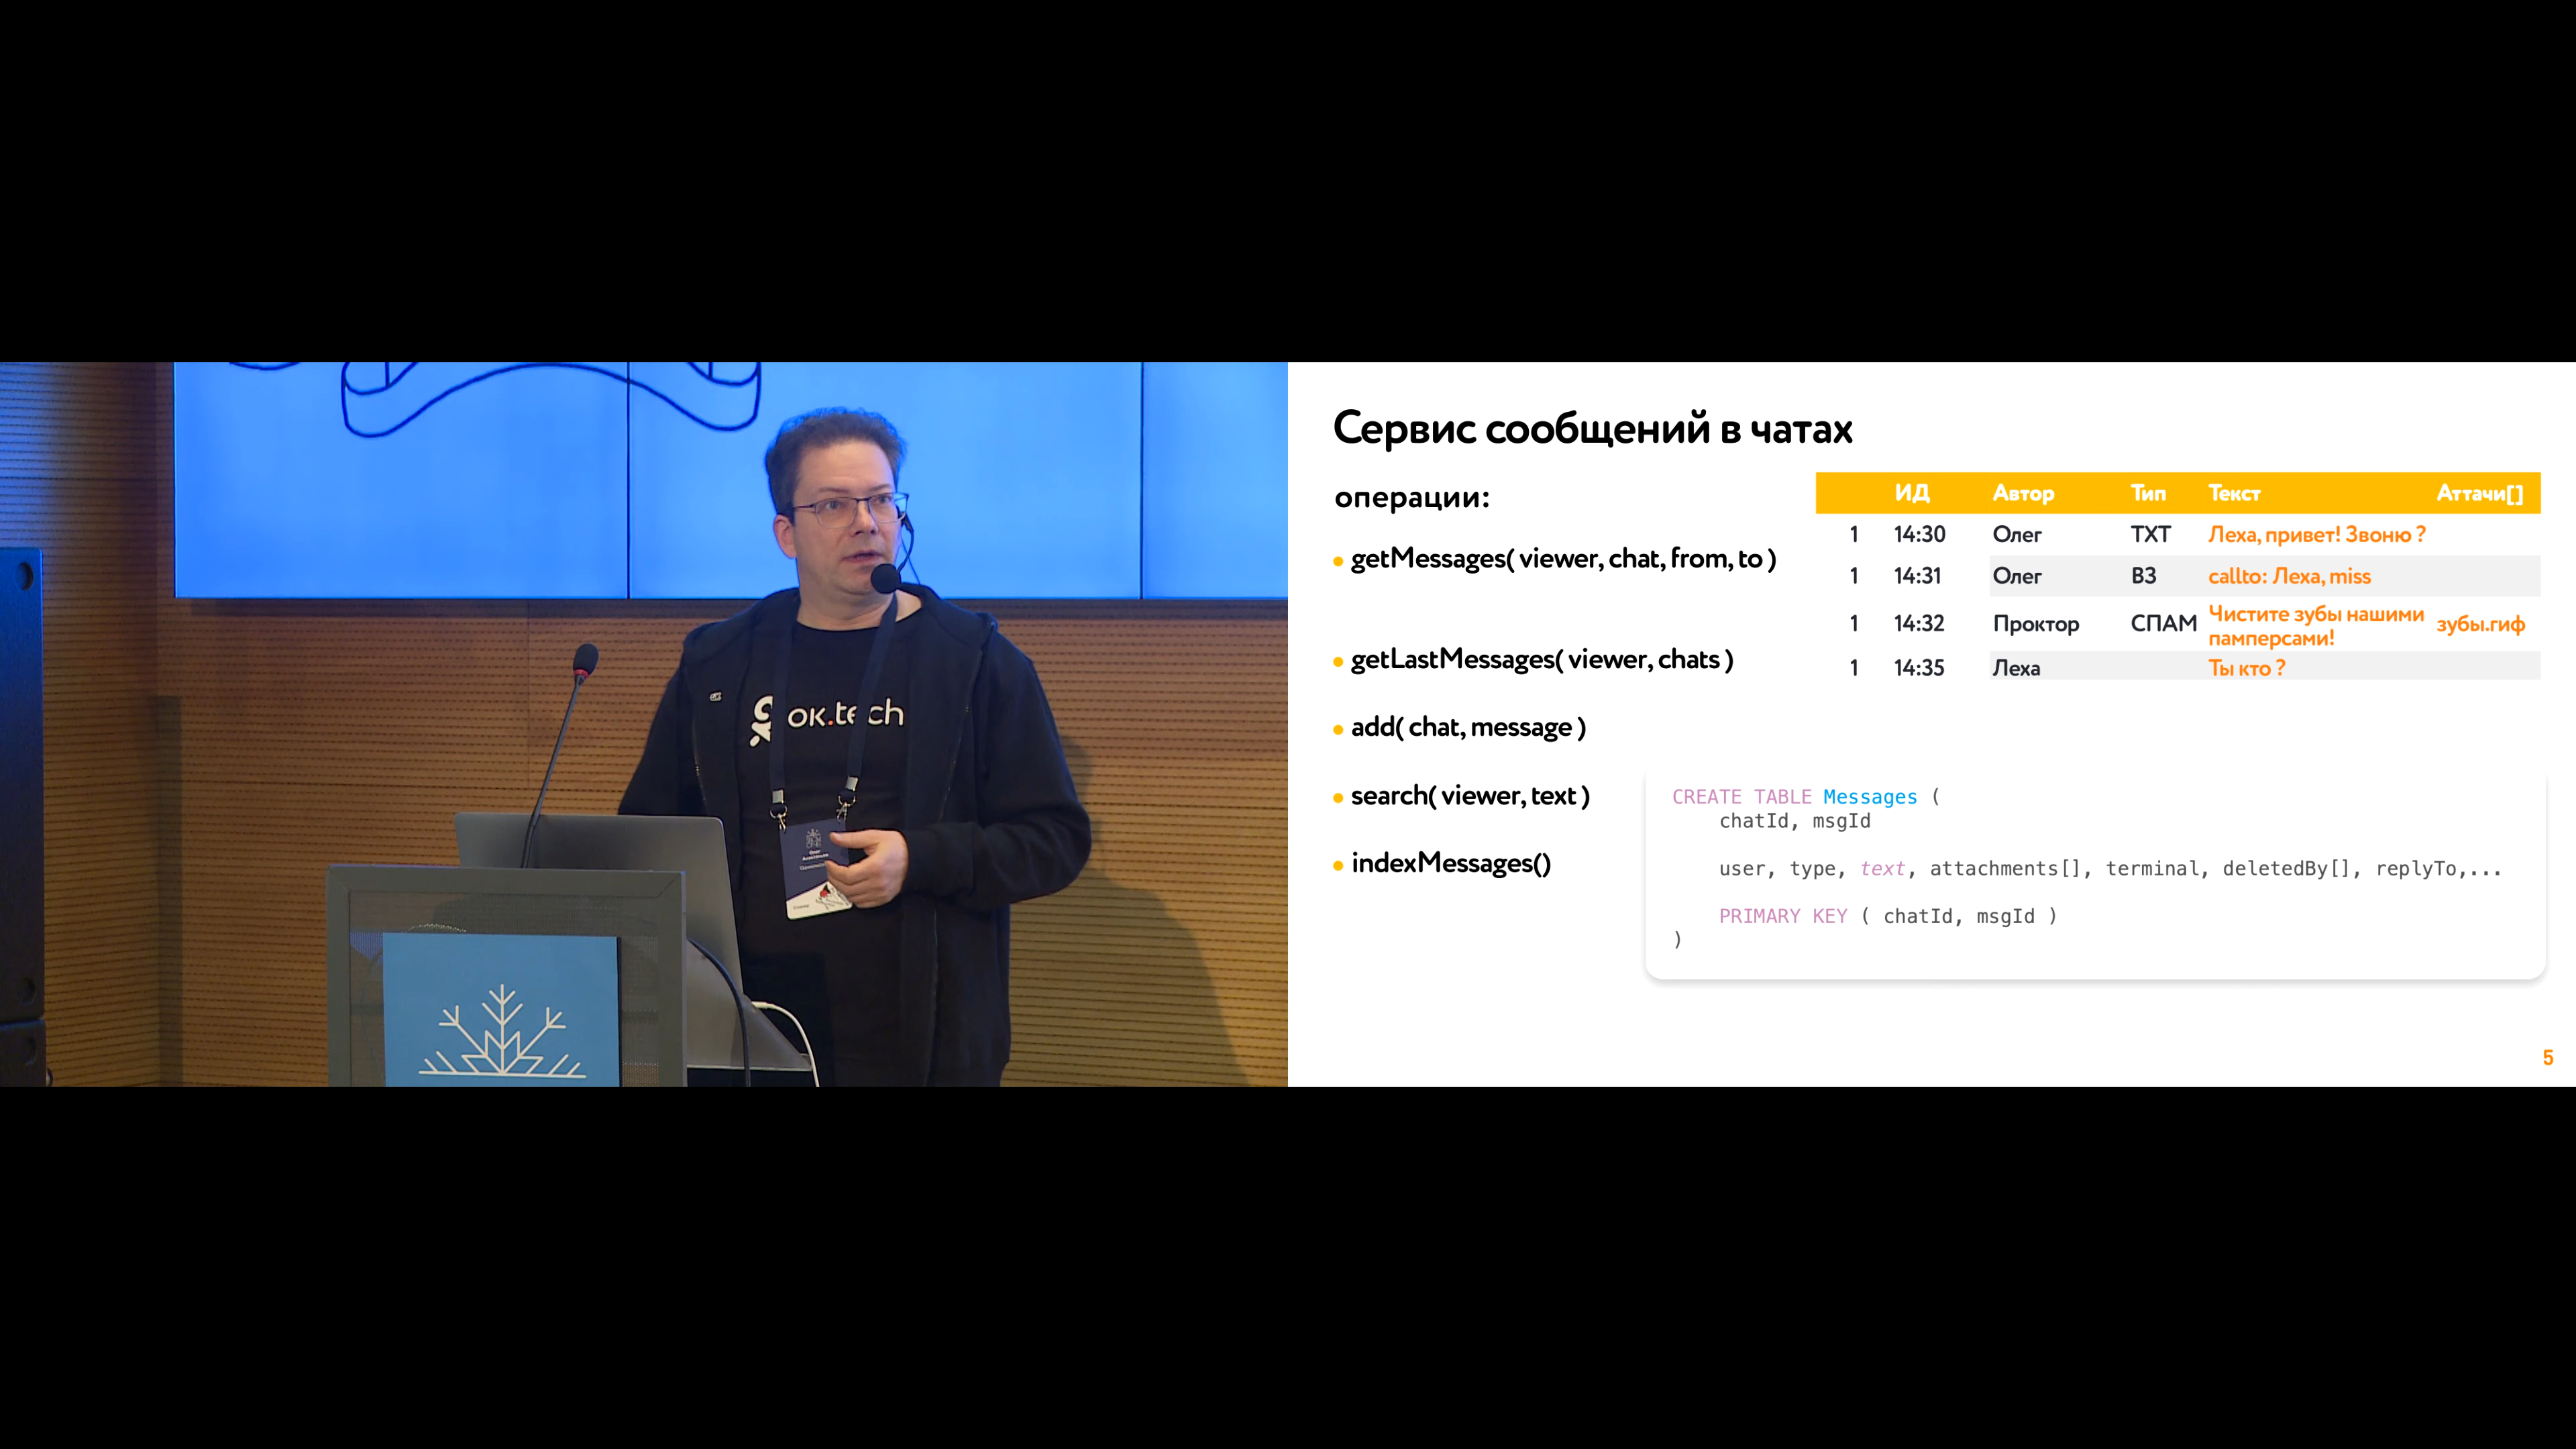 ok.tech
Олег
Сервис сообщений в чатах
операции:
• getMessages( viewer, chat, from, to )
• getLastMessages( viewer, chats )
• add( chat, message )
• search( viewer, text )
• indexMessages()
ИД Автор Тип Текст Аттачи[]
1 14:30 Олег ТХТ Леха, привет! Звоню ?
1 14:31 Олег ВЗ callto: Леха, miss
1 14:32 Проктор СПАМ Чистите зубы нашими
памперсами! зубы.гиф
1 14:35 Леха Ты кто ?
CREATE TABLE Messages (
chatId, msgId
user, type, text, attachments[], terminal, deletedBy[], replyTo,...
PRIMARY KEY ( chatId, msgId )
)
5